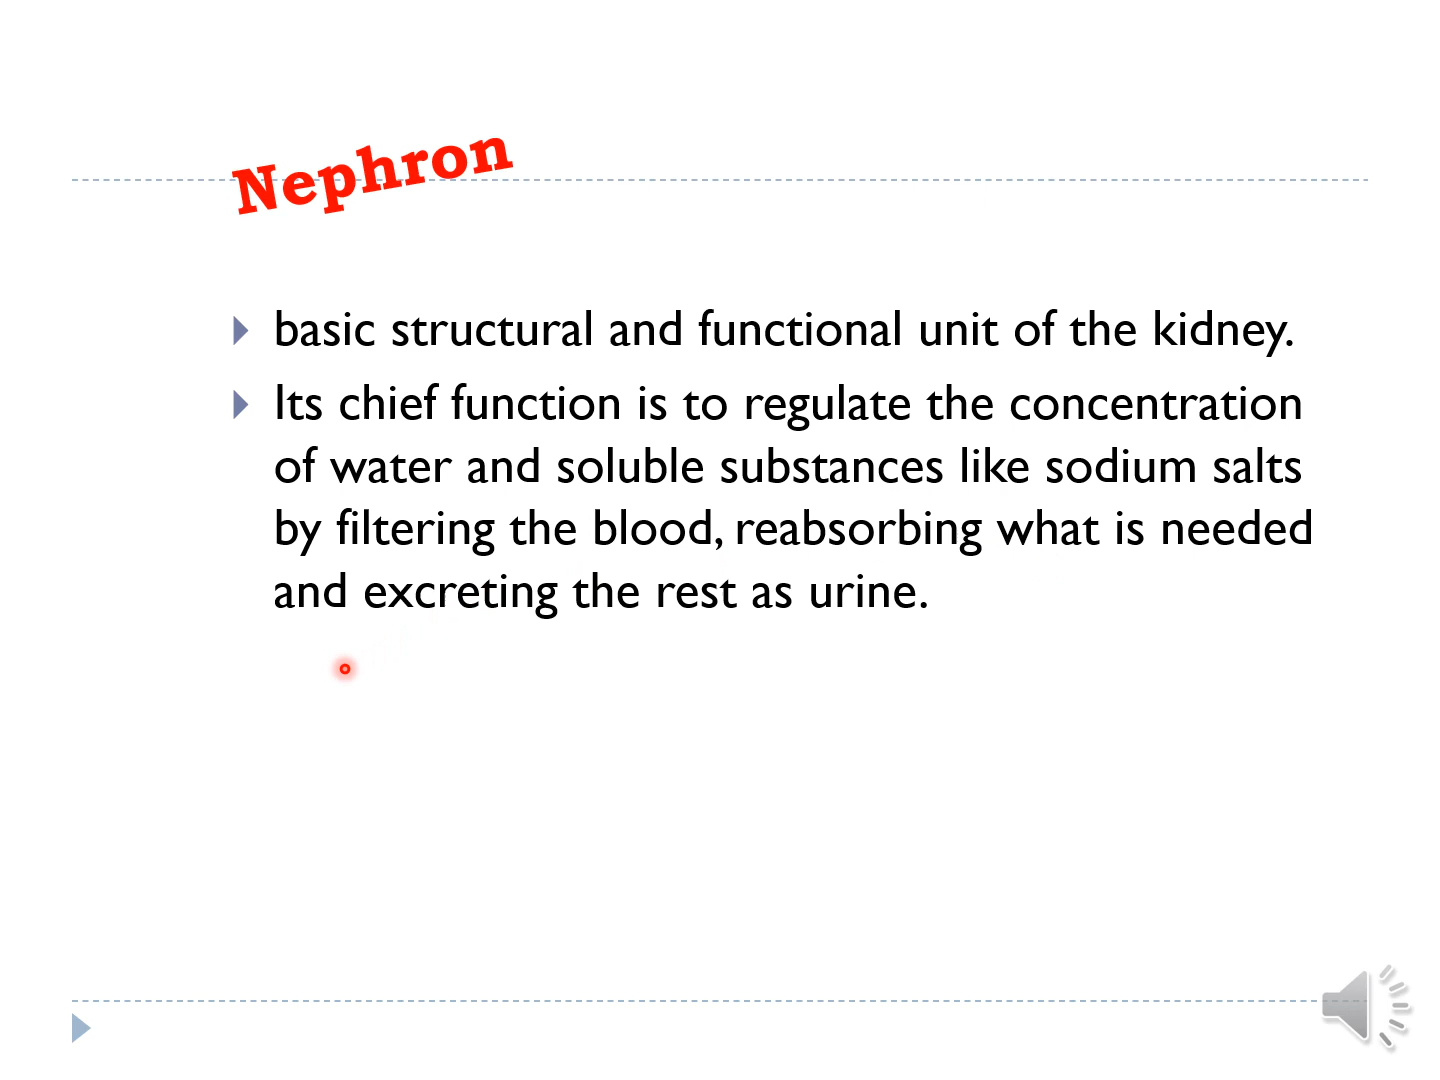 Nephron
basic structural and functional unit of the kidney.
Its chief function is to regulate the concentration
of water and soluble substances like sodium salts
by filtering the blood, reabsorbing what is needed
and excreting the rest as urine.